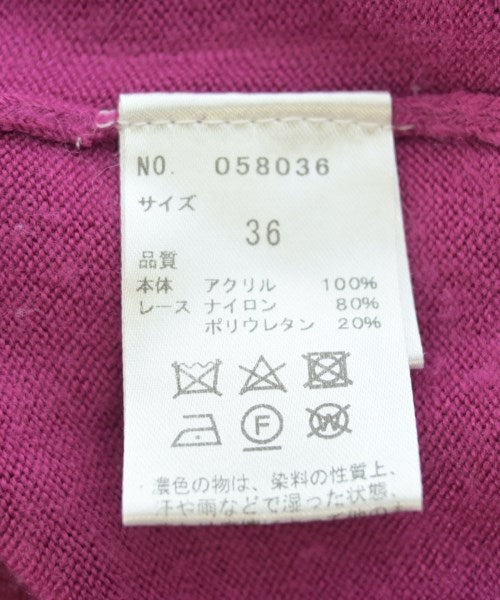 NO. 058036
サイズ
36
品質
本体 アクリル 100%
レース ナイロン 80%
ポリウレタン 20%
F W
濃色の物は、染料の性質上、
汗や雨などで湿った状態、